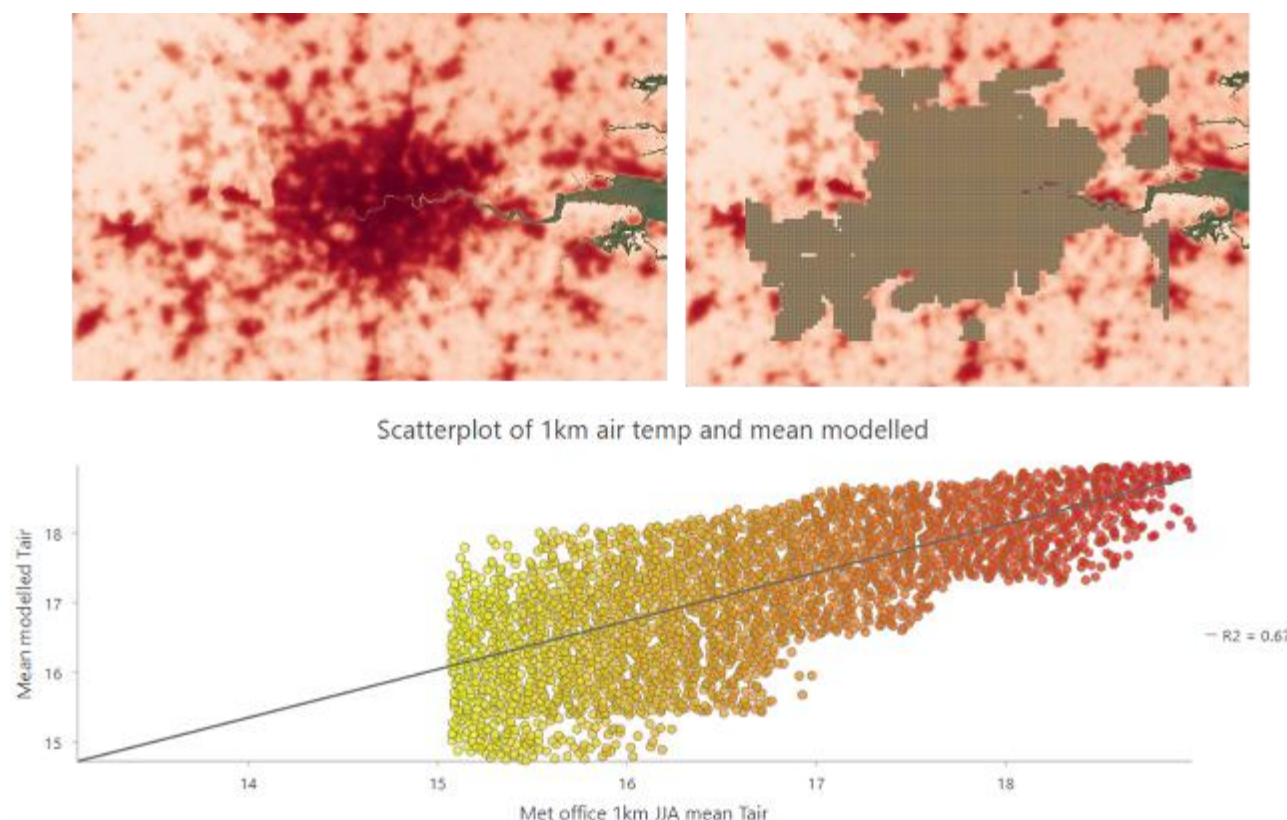 Scatterplot of 1km air temp and mean modelled
Mean modelled Tair
18
17
16
15
R2 = 0.67
14 15 16 17 18
Met office 1km JJA mean Tair